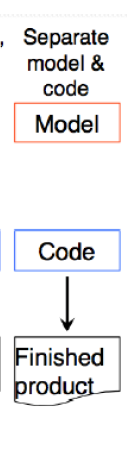 , Separate
model &
code
Model
Code
Finished
product